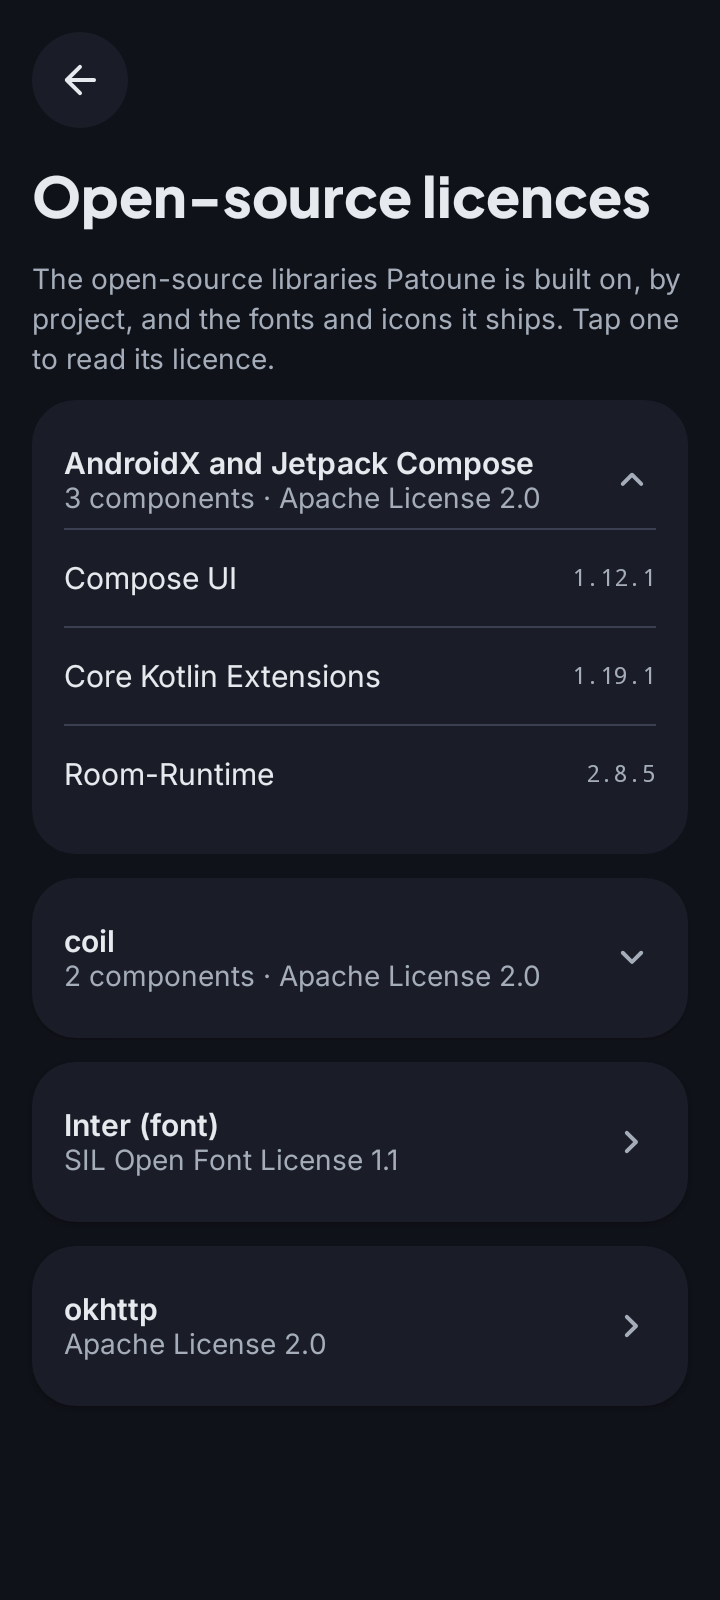 Open-source licences
The open-source libraries Patoune is built on, by
project, and the fonts and icons it ships. Tap one
to read its licence.
AndroidX and Jetpack Compose
3 components · Apache License 2.0
Compose UI 1.12.1
Core Kotlin Extensions 1.19.1
Room-Runtime 2.8.5
coil
2 components · Apache License 2.0
Inter (font)
SIL Open Font License 1.1
okhttp
Apache License 2.0